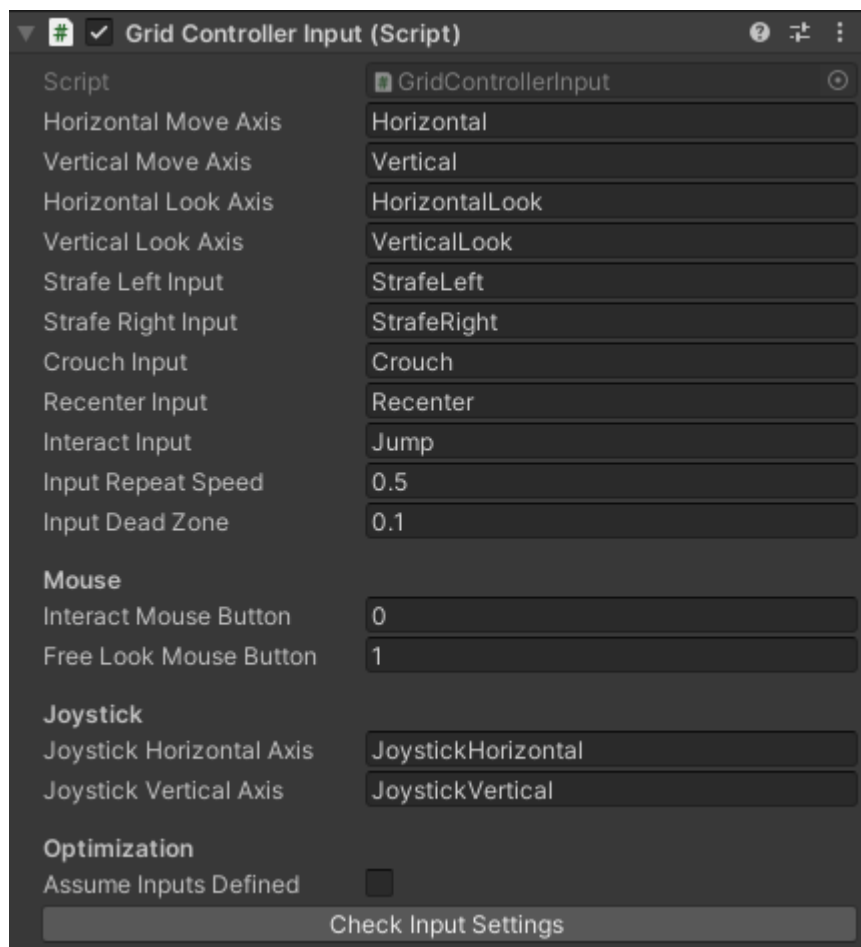 Grid Controller Input (Script)
Script GridControllerInput
Horizontal Move Axis Horizontal
Vertical Move Axis Vertical
Horizontal Look Axis HorizontalLook
Vertical Look Axis VerticalLook
Strafe Left Input StrafeLeft
Strafe Right Input StrafeRight
Crouch Input Crouch
Recenter Input Recenter
Interact Input Jump
Input Repeat Speed 0.5
Input Dead Zone 0.1
Mouse
Interact Mouse Button 0
Free Look Mouse Button 1
Joystick
Joystick Horizontal Axis JoystickHorizontal
Joystick Vertical Axis JoystickVertical
Optimization
Assume Inputs Defined
Check Input Settings